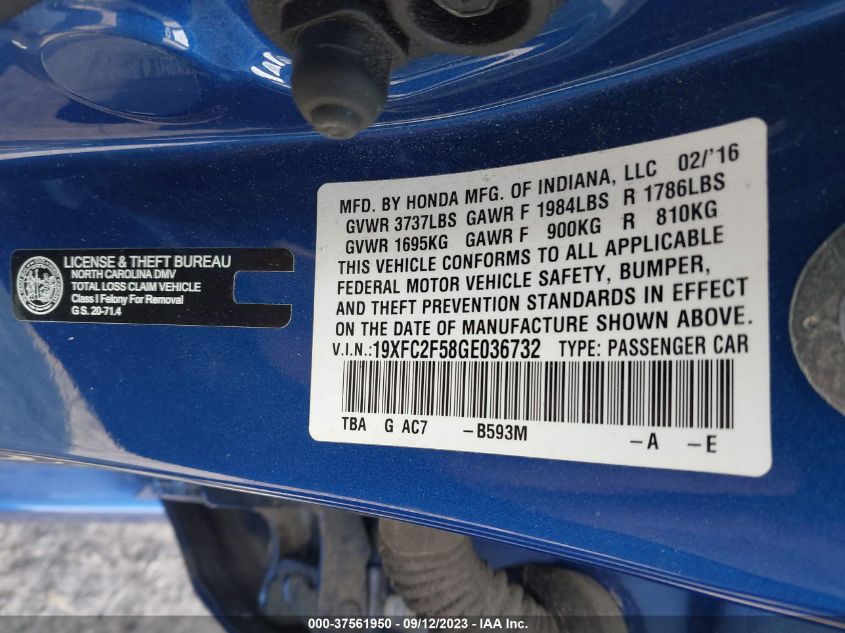 LICENSE & THEFT BUREAU
NORTH CAROLINA DMV
TOTAL LOSS CLAIM VEHICLE
Class I Felony For Removal
G.S. 20-71.4
MFD. BY HONDA MFG. OF INDIANA, LLC 02/'16
GVWR 3737LBS GAWR F 1984LBS R 1786LBS
GVWR 1695KG GAWR F 900KG R 810KG
THIS VEHICLE CONFORMS TO ALL APPLICABLE
FEDERAL MOTOR VEHICLE SAFETY, BUMPER,
AND THEFT PREVENTION STANDARDS IN EFFECT
ON THE DATE OF MANUFACTURE SHOWN ABOVE.
V.I.N.:19XFC2F58GE036732 TYPE: PASSENGER CAR
TBA G AC7 -B593M -A -E
000-37561950 - 09/12/2023 - IAA Inc.